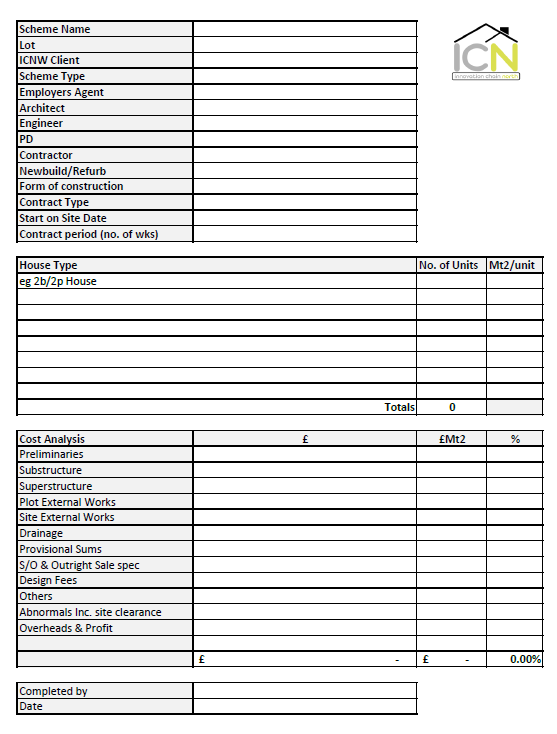 Scheme Name
ICN
innovation chain north
Lot
ICNW Client
Scheme Type
Employers Agent
Architect
Engineer
PD
Contractor
Newbuild/Refurb
Form of construction
Contract Type
Start on Site Date
Contract period (no. of wks)
House Type No. of Units Mt2/unit
eg 2b/2p House
Totals 0
Cost Analysis £ £Mt2 %
Preliminaries
Substructure
Superstructure
Plot External Works
Site External Works
Drainage
Provisional Sums
S/O & Outright Sale spec
Design Fees
Others
Abnormals Inc. site clearance
Overheads & Profit
£ - £ - 0.00%
Completed by
Date